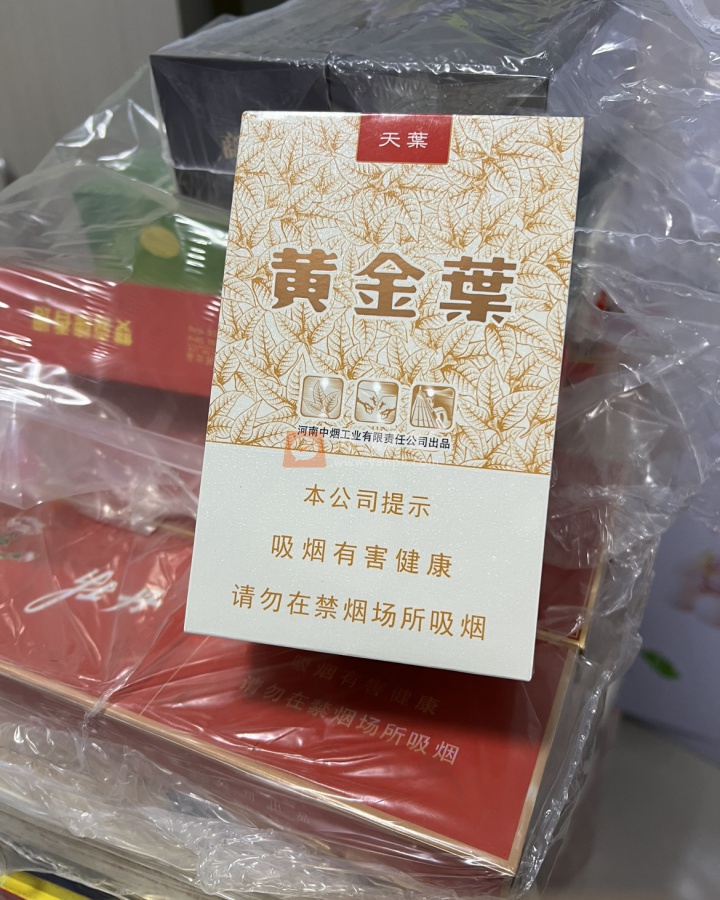 天葉
黄金葉
河南中烟工业有限责任公司出品
本公司提示
吸烟有害健康
请勿在禁烟场所吸烟
吸烟有害健康
请勿在禁烟场所吸烟